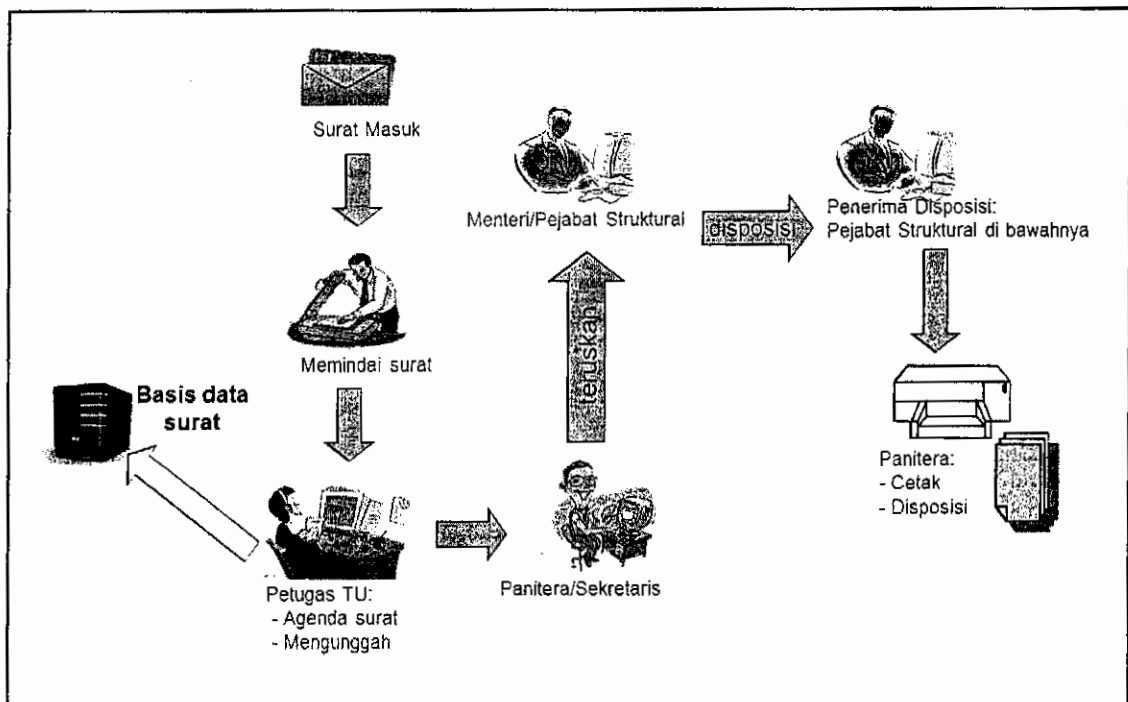 Surat Masuk
Memindai surat
Basis data
surat
Petugas TU:
- Agenda surat
- Mengunggah
Panitera/Sekretaris
teruskan
Menteri/Pejabat Struktural
disposisi
Penerima Disposisi:
Pejabat Struktural di bawahnya
Panitera:
- Cetak
- Disposisi